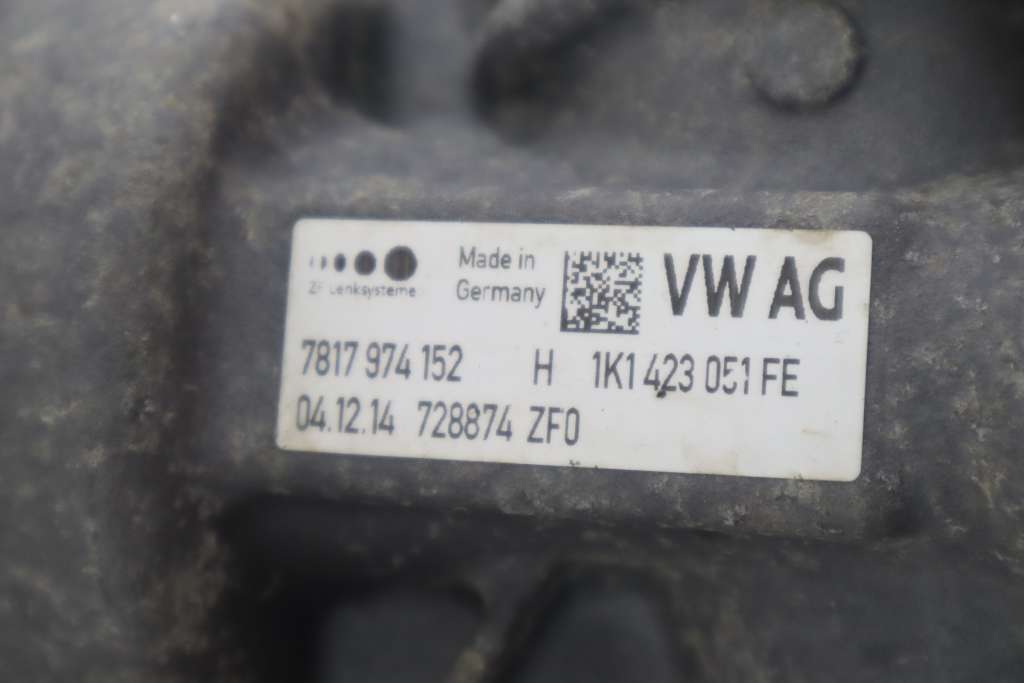 ZF Lenksysteme
Made in
Germany
VW AG
7817 974 152 H 1K1 423 051 FE
04.12.14 728874 ZF0